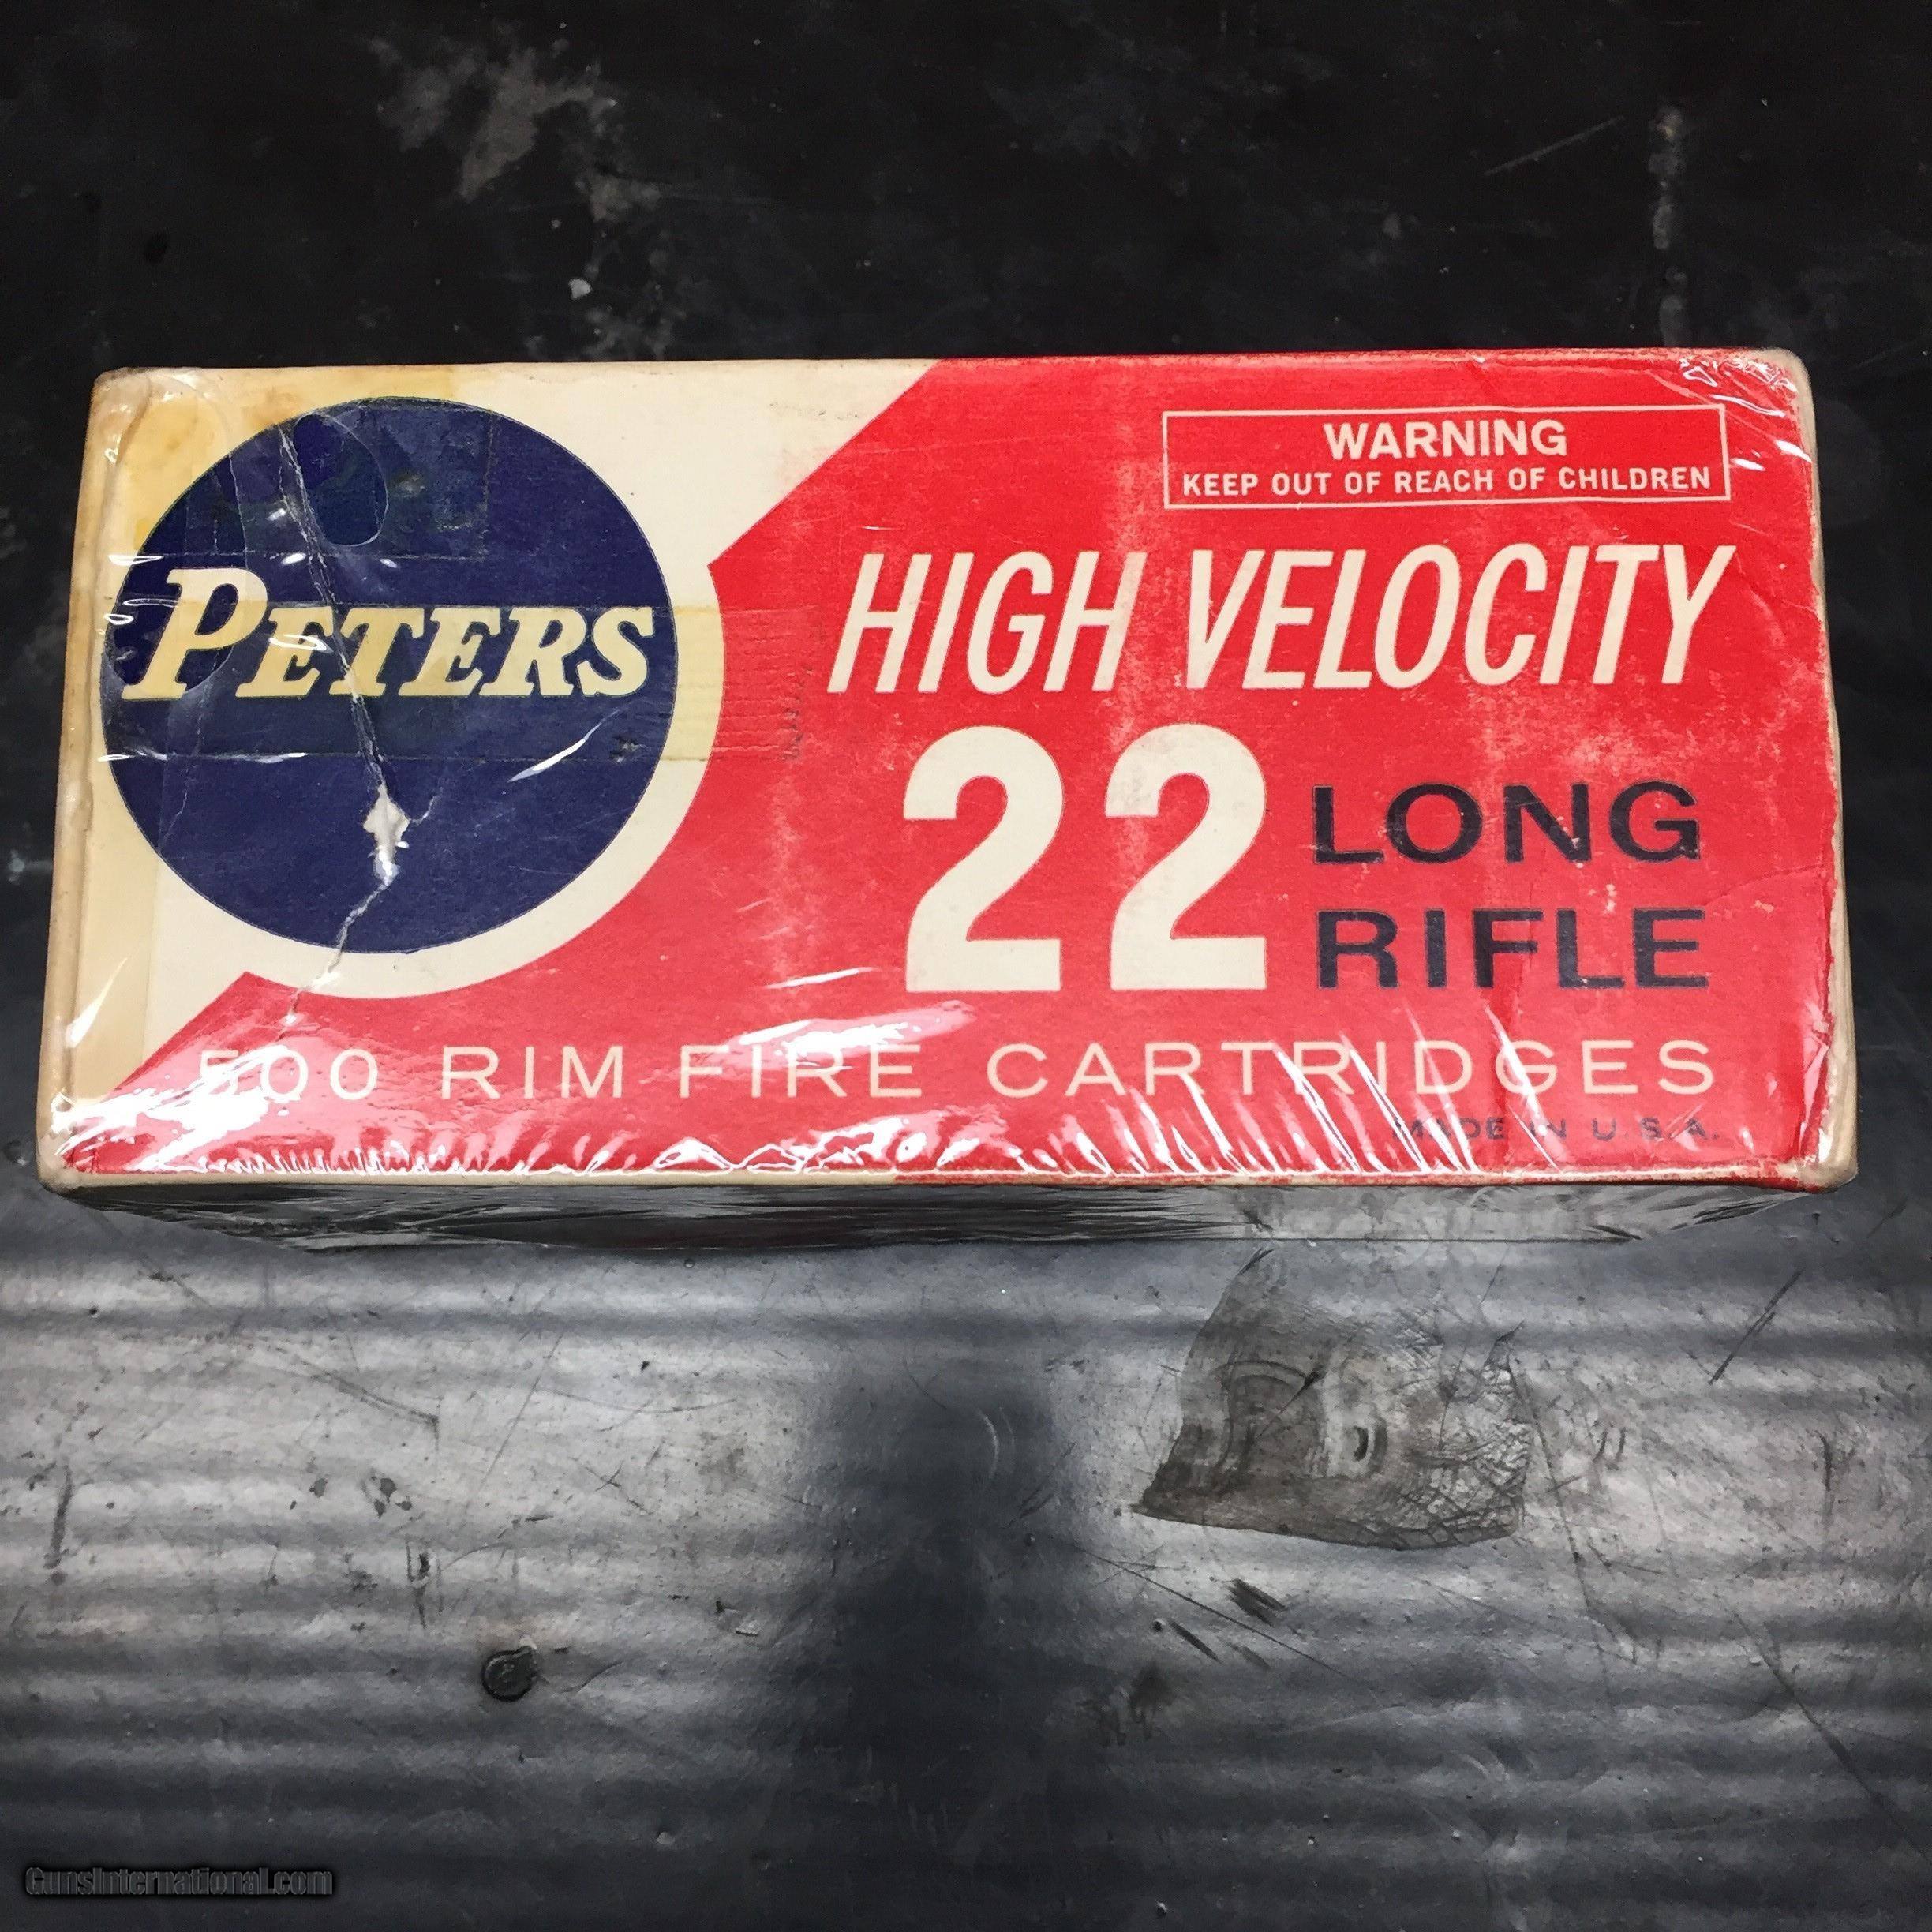 WARNING
KEEP OUT OF REACH OF CHILDREN
PETERS
HIGH VELOCITY
22 LONG
RIFLE
500 RIM FIRE CARTRIDGES
MADE IN U.S.A.
GunsInternational.com